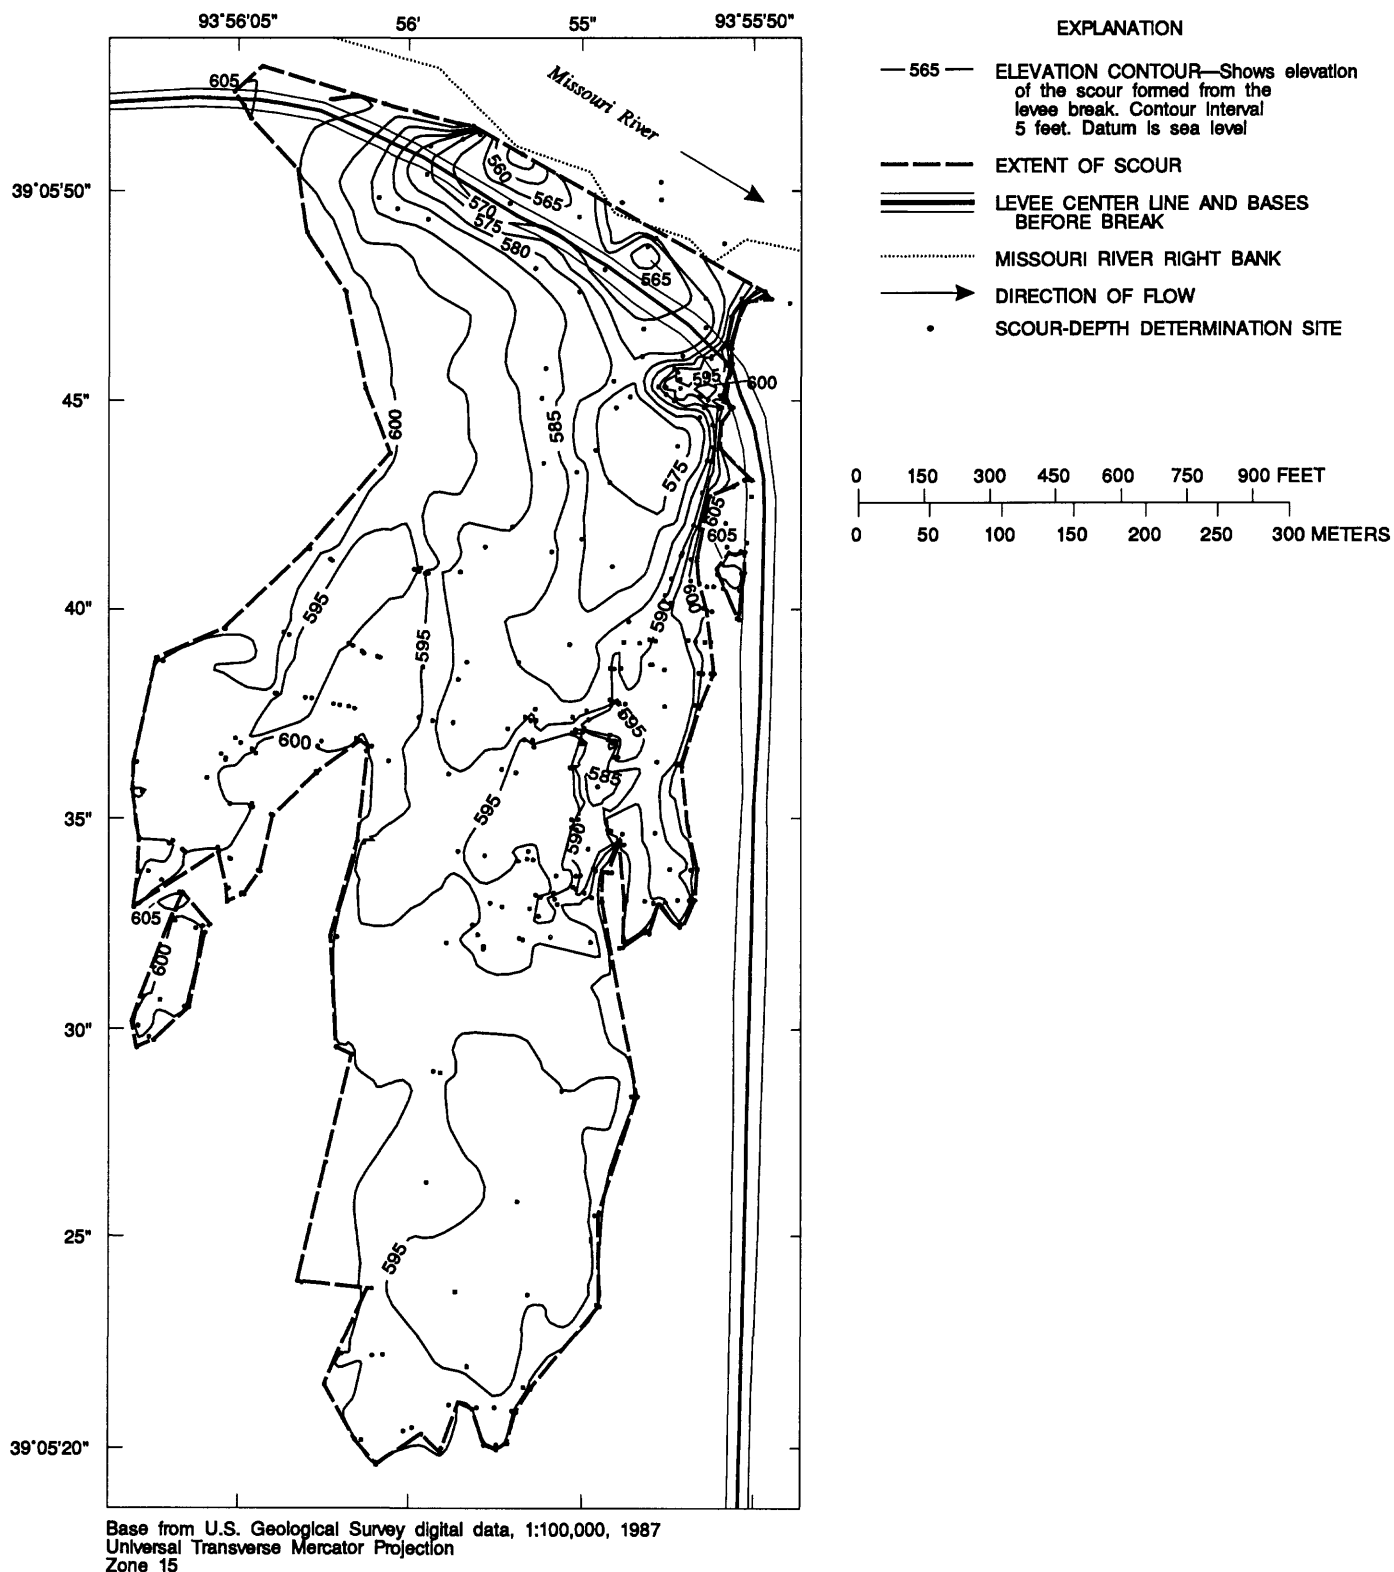 93°56'05" 56' 55" 93°55'50"
39°05'50"
45"
40"
35"
30"
25"
39°05'20"
Missouri River
605
560
565
570
575
580
565
595
600
600
585
575
605
605
595
590
600
595
600
595
585
595
590
605
600
595
EXPLANATION
565 ELEVATION CONTOUR—Shows elevation
of the scour formed from the
levee break. Contour Interval
5 feet. Datum is sea level
EXTENT OF SCOUR
LEVEE CENTER LINE AND BASES
BEFORE BREAK
MISSOURI RIVER RIGHT BANK
DIRECTION OF FLOW
SCOUR-DEPTH DETERMINATION SITE
0 150 300 450 600 750 900 FEET
0 50 100 150 200 250 300 METERS
Base from U.S. Geological Survey digital data, 1:100,000, 1987
Universal Transverse Mercator Projection
Zone 15